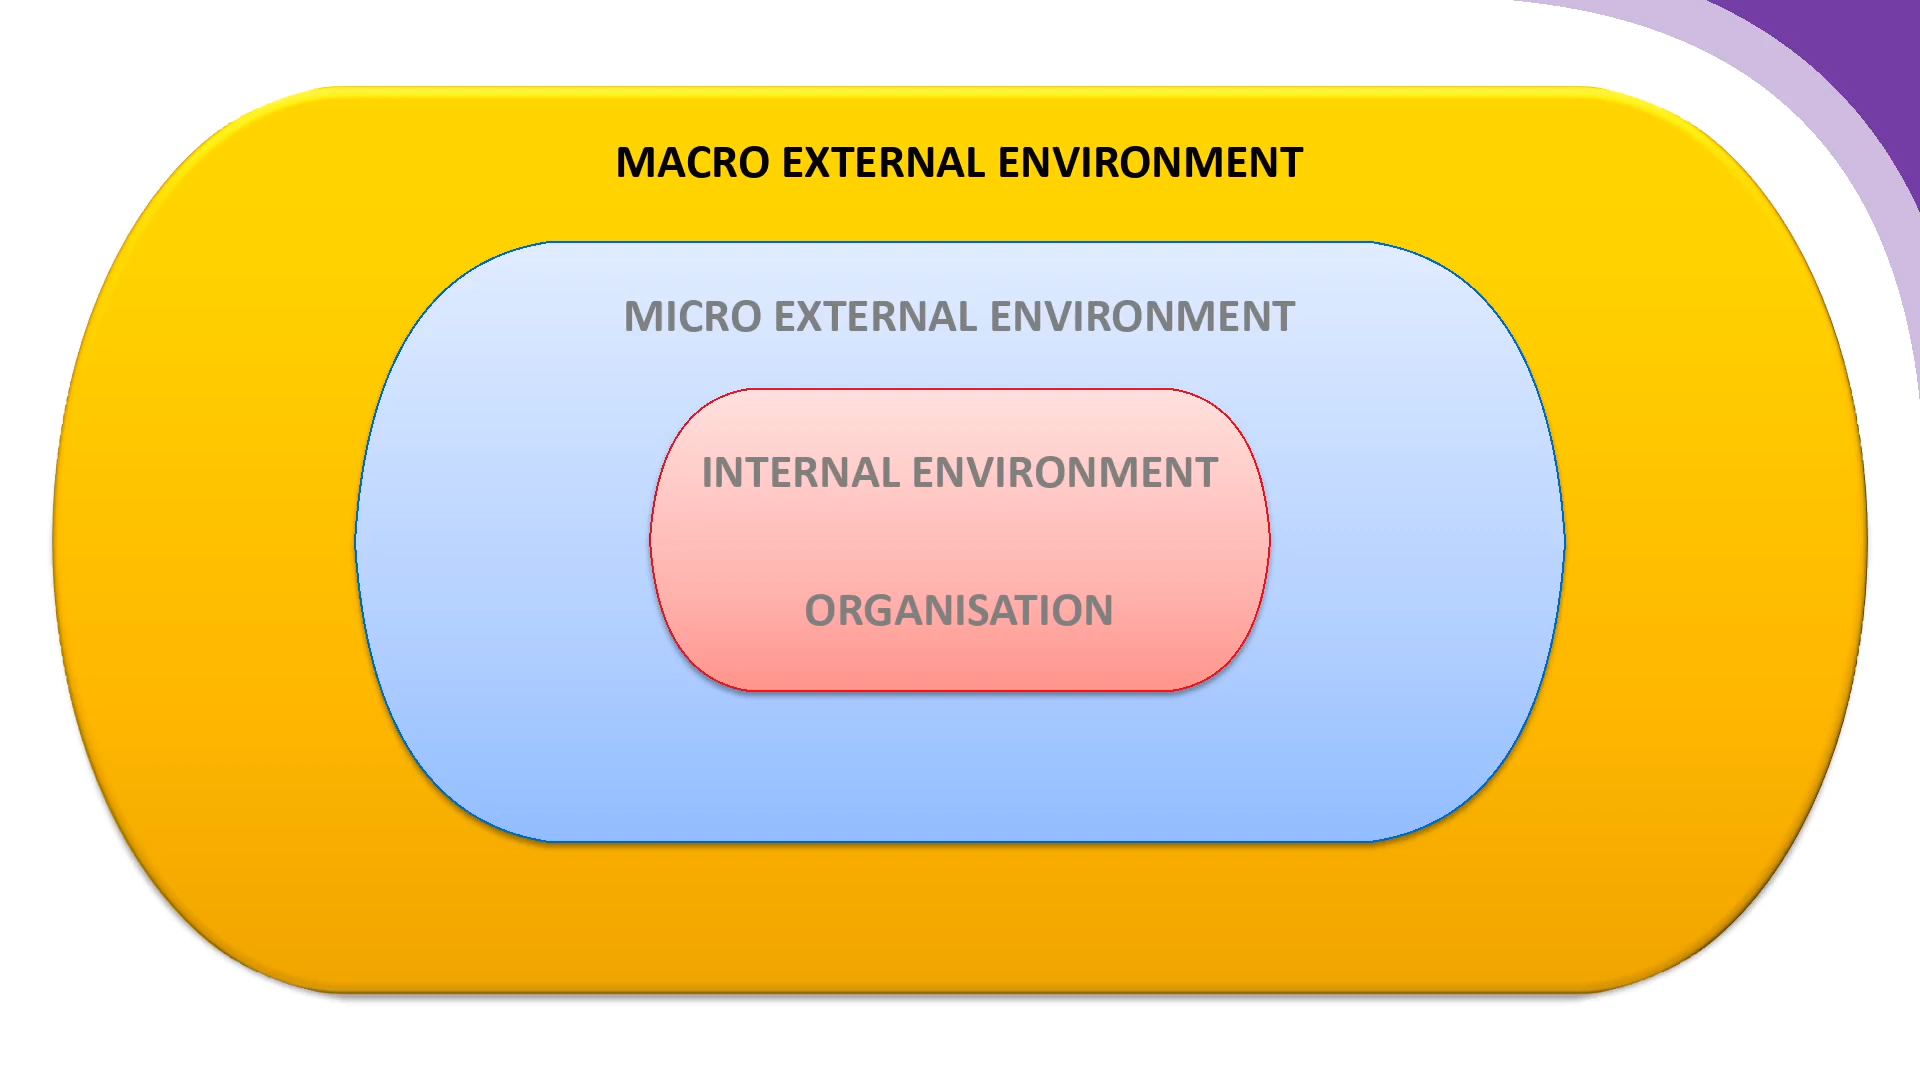 MACRO EXTERNAL ENVIRONMENT
MICRO EXTERNAL ENVIRONMENT
INTERNAL ENVIRONMENT
ORGANISATION